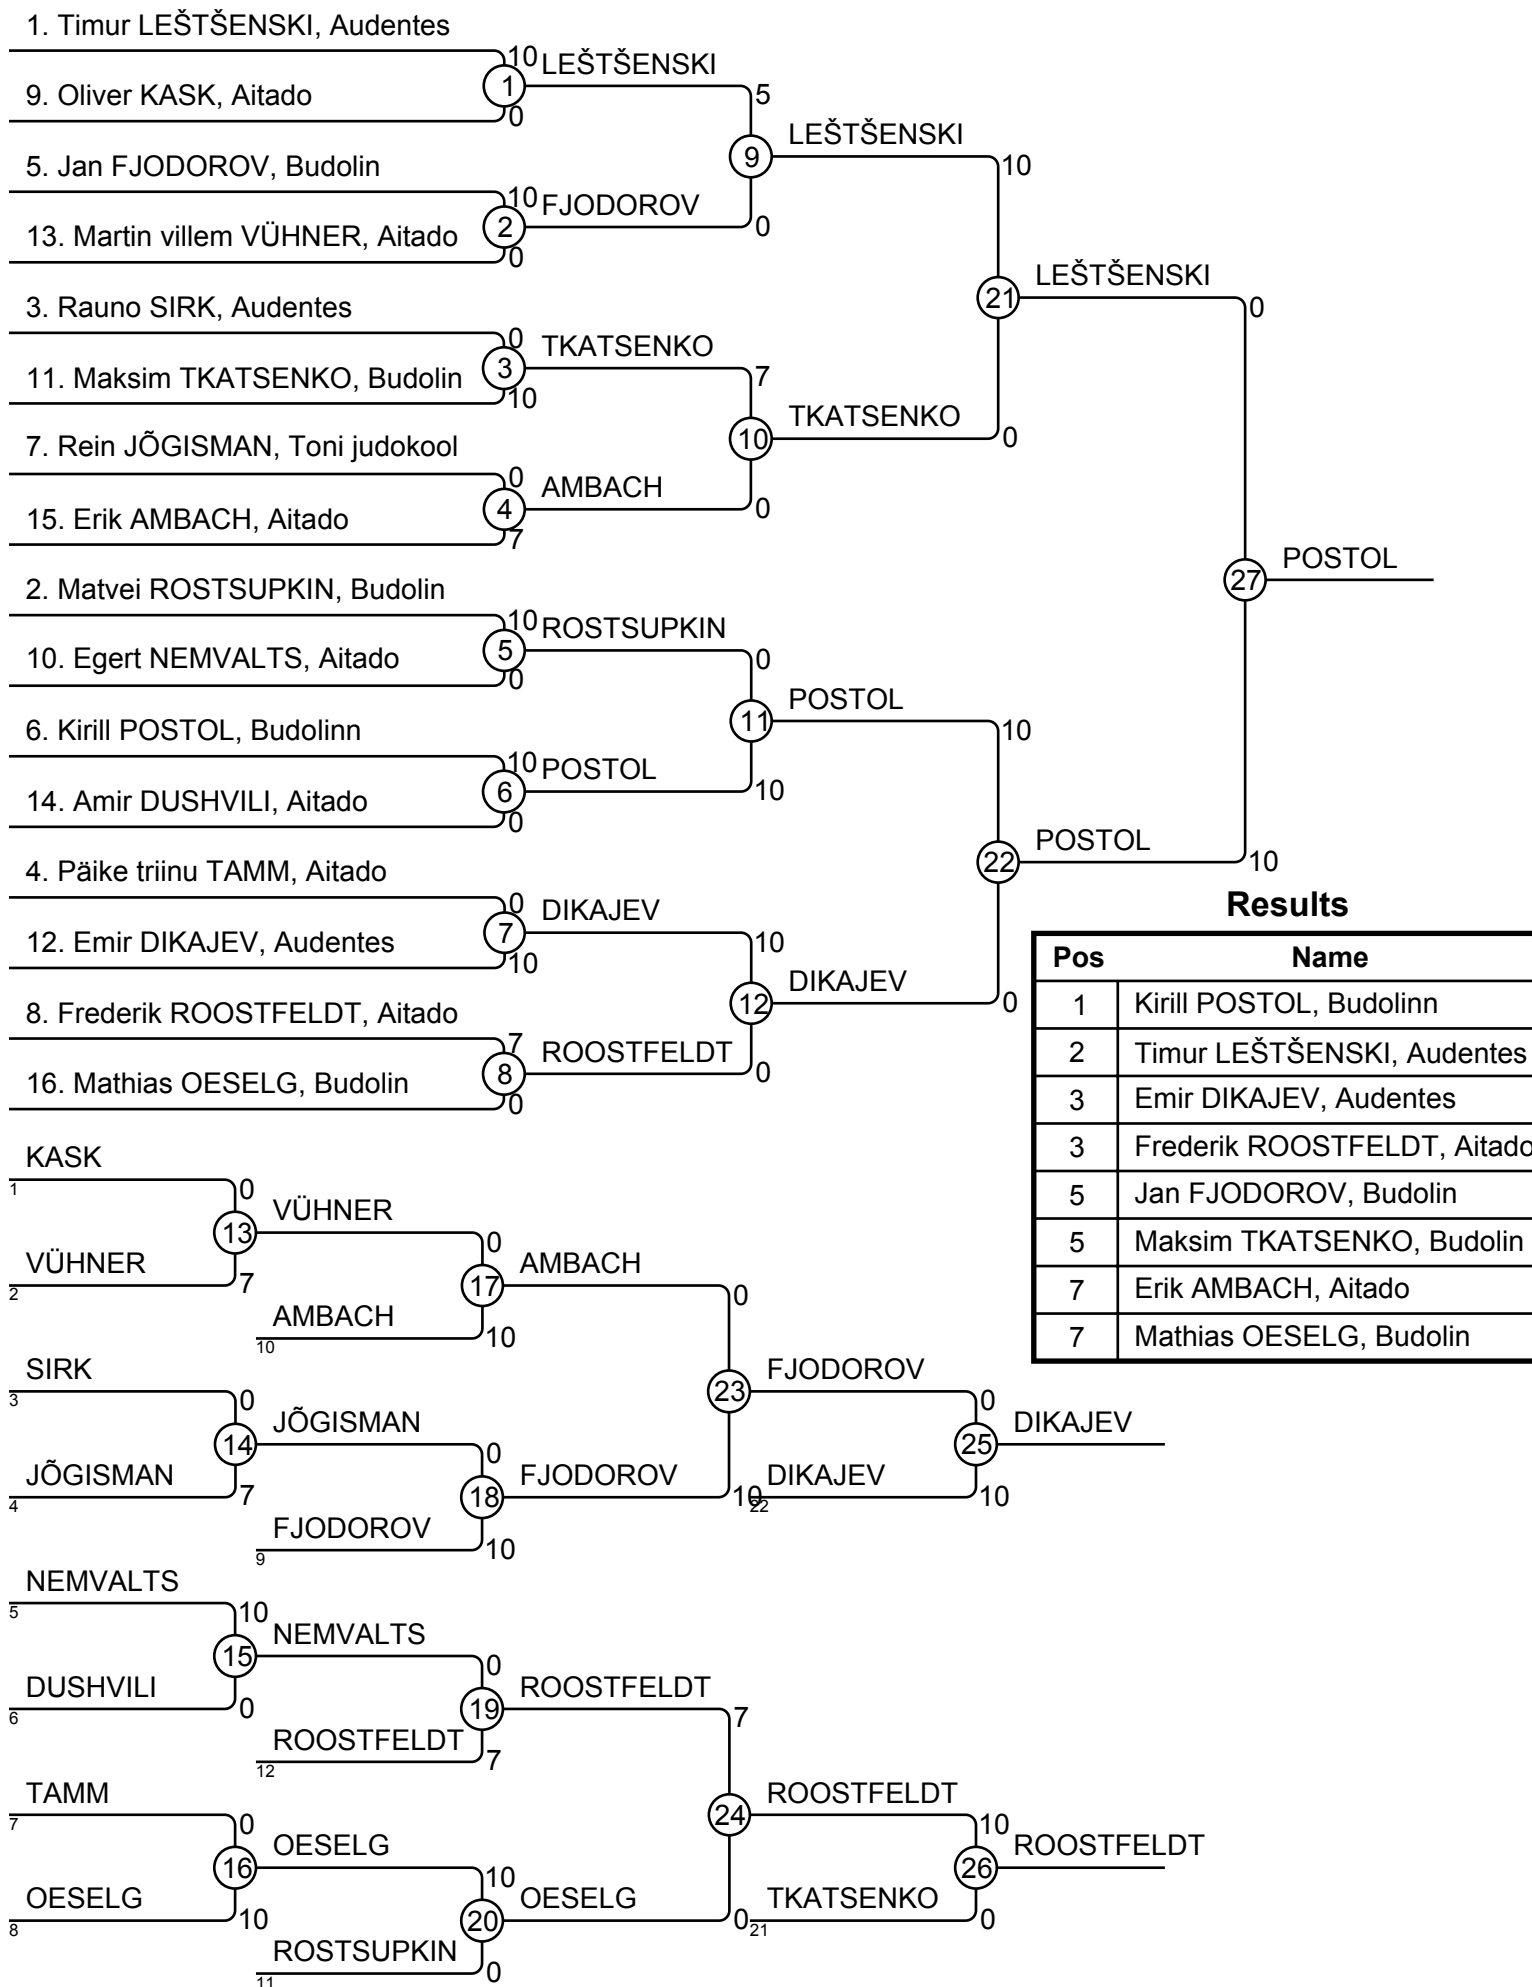 1. Timur LEŠTŠENSKI, Audentes
10
LEŠTŠENSKI
1
9. Oliver KASK, Aitado
0
5
LEŠTŠENSKI
9
10
5. Jan FJODOROV, Budolin
10
FJODOROV
2
0
13. Martin villem VÜHNER, Aitado
0
LEŠTŠENSKI
21
0
3. Rauno SIRK, Audentes
0
TKATSENKO
3
7
11. Maksim TKATSENKO, Budolin
10
TKATSENKO
10
0
7. Rein JÕGISMAN, Toni judokool
0
AMBACH
4
0
15. Erik AMBACH, Aitado
7
POSTOL
27
2. Matvei ROSTSUPKIN, Budolin
10
ROSTSUPKIN
5
0
10. Egert NEMVALTS, Aitado
0
POSTOL
11
10
6. Kirill POSTOL, Budolinn
10
POSTOL
6
10
14. Amir DUSHVILI, Aitado
0
POSTOL
22
10
4. Päike triinu TAMM, Aitado
0
DIKAJEV
7
10
12. Emir DIKAJEV, Audentes
10
DIKAJEV
12
0
8. Frederik ROOSTFELDT, Aitado
7
ROOSTFELDT
8
0
16. Mathias OESELG, Budolin
0
Results
Pos Name
1 Kirill POSTOL, Budolinn
2 Timur LEŠTŠENSKI, Audentes
3 Emir DIKAJEV, Audentes
3 Frederik ROOSTFELDT, Aitado
5 Jan FJODOROV, Budolin
5 Maksim TKATSENKO, Budolin
7 Erik AMBACH, Aitado
7 Mathias OESELG, Budolin
KASK
1
0
VÜHNER
13
0
VÜHNER
2
7
AMBACH
17
0
AMBACH
10
10
SIRK
3
0
FJODOROV
23
0
JÕGISMAN
14
0
DIKAJEV
25
JÕGISMAN
4
7
FJODOROV
18
10
DIKAJEV
22
10
FJODOROV
9
10
NEMVALTS
5
10
NEMVALTS
15
0
DUSHVILI
6
0
ROOSTFELDT
19
7
ROOSTFELDT
12
7
TAMM
7
0
ROOSTFELDT
24
10
OESELG
16
10
ROOSTFELDT
26
OESELG
8
10
OESELG
20
0
TKATSENKO
21
0
ROSTSUPKIN
11
0